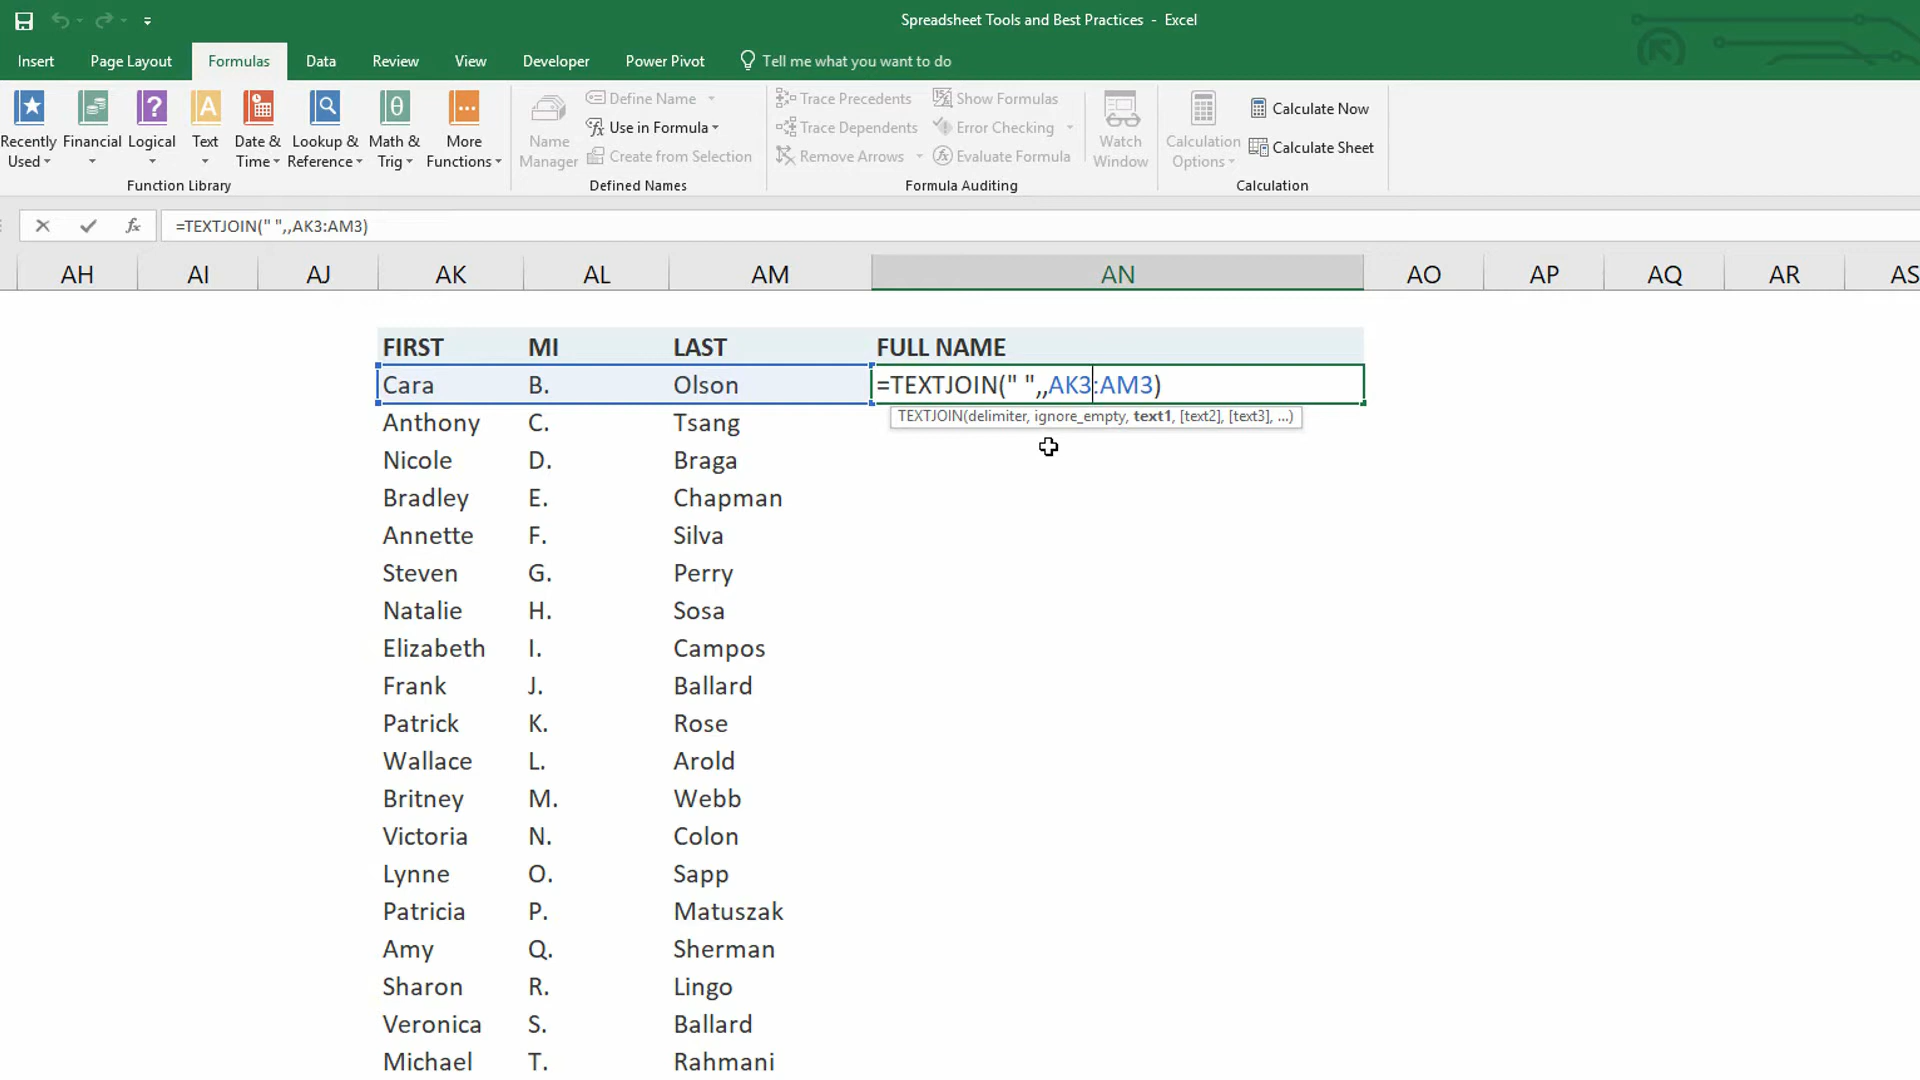 Spreadsheet Tools and Best Practices - Excel
Insert Page Layout Formulas Data Review View Developer Power Pivot Tell me what you want to do
Recently Used
Financial
Logical
Text
Date & Time
Lookup & Reference
Math & Trig
More Functions
Function Library
Name Manager
Define Name
Use in Formula
Create from Selection
Defined Names
Trace Precedents
Trace Dependents
Remove Arrows
Show Formulas
Error Checking
Evaluate Formula
Formula Auditing
Watch Window
Calculation Options
Calculate Now
Calculate Sheet
Calculation
fx =TEXTJOIN(" ",,AK3:AM3)
AH AI AJ AK AL AM AN AO AP AQ AR AS
FIRST MI LAST FULL NAME
Cara B. Olson =TEXTJOIN(" ",,AK3:AM3)
TEXTJOIN(delimiter, ignore_empty, text1, [text2], [text3], ...)
Anthony C. Tsang
Nicole D. Braga
Bradley E. Chapman
Annette F. Silva
Steven G. Perry
Natalie H. Sosa
Elizabeth I. Campos
Frank J. Ballard
Patrick K. Rose
Wallace L. Arold
Britney M. Webb
Victoria N. Colon
Lynne O. Sapp
Patricia P. Matuszak
Amy Q. Sherman
Sharon R. Lingo
Veronica S. Ballard
Michael T. Rahmani